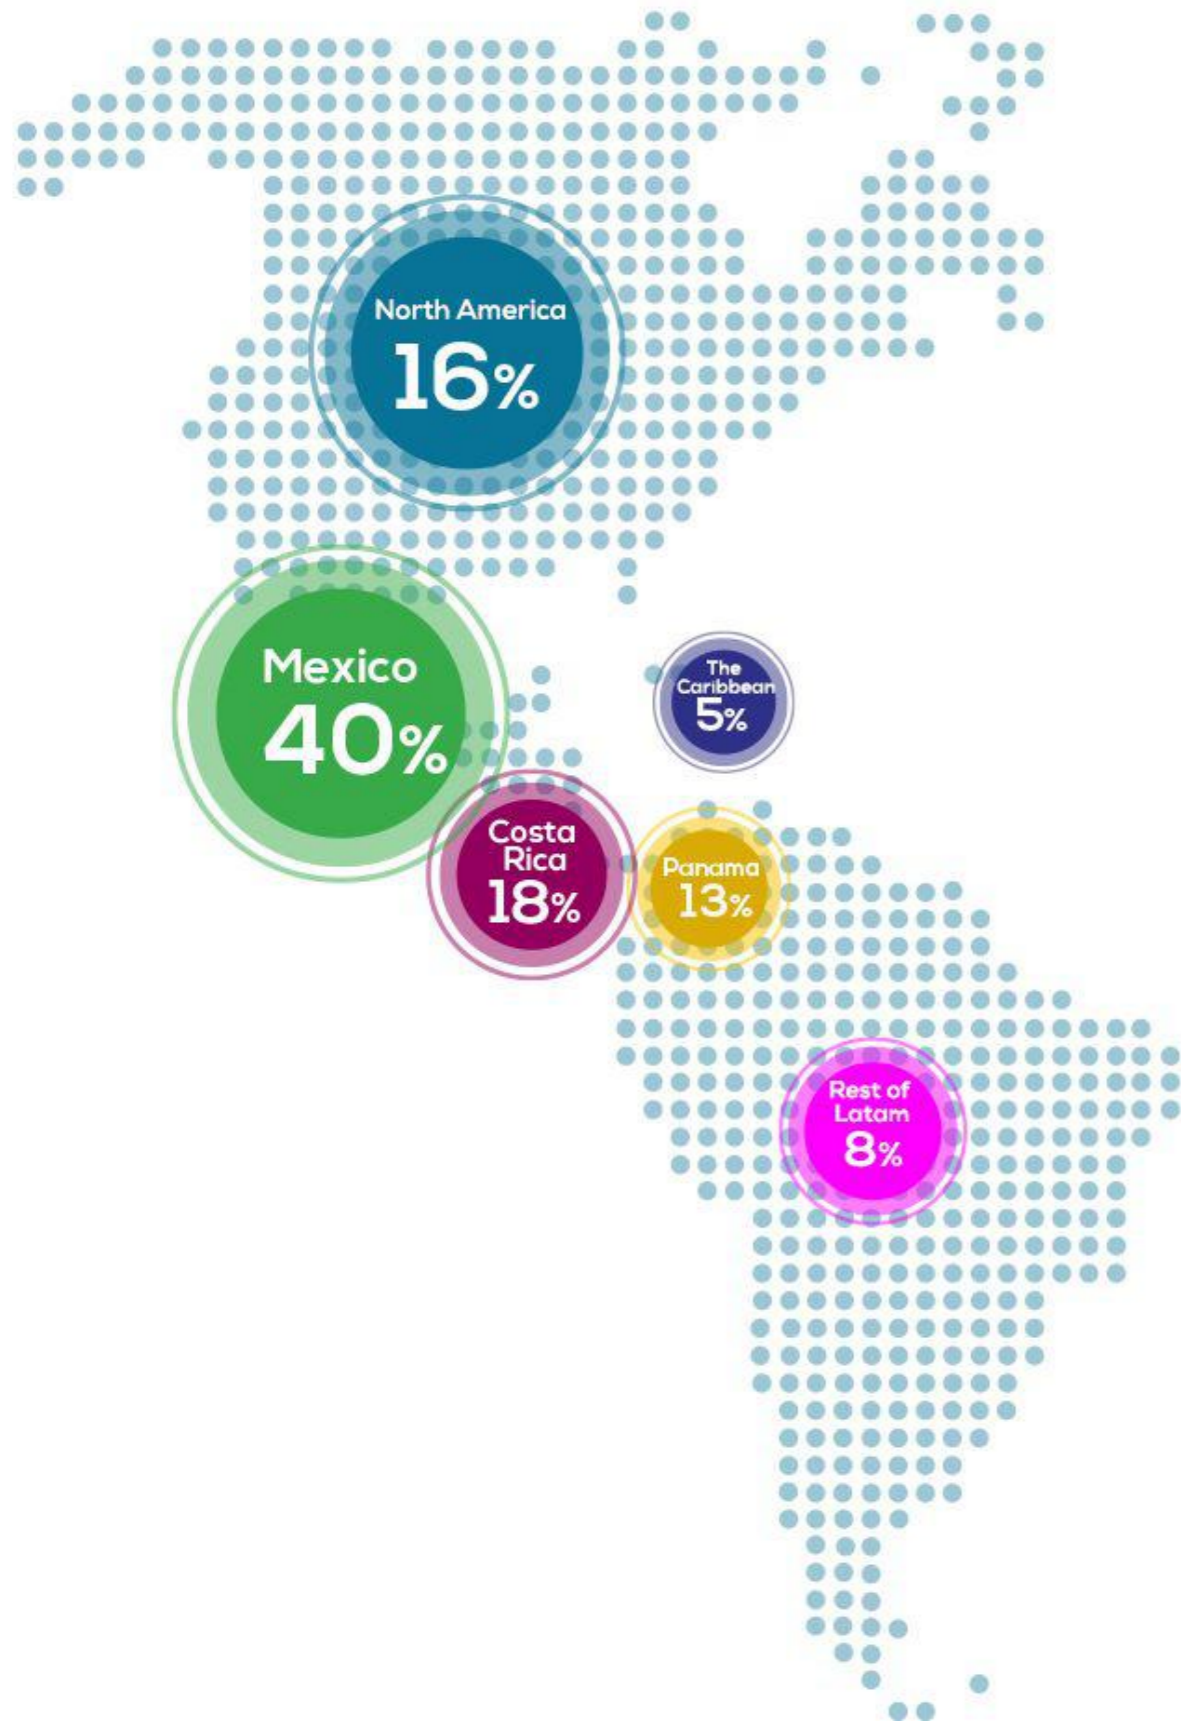 North America
16%
Mexico
40%
The
Caribbean
5%
Costa
Rica
18%
Panama
13%
Rest of
Latam
8%